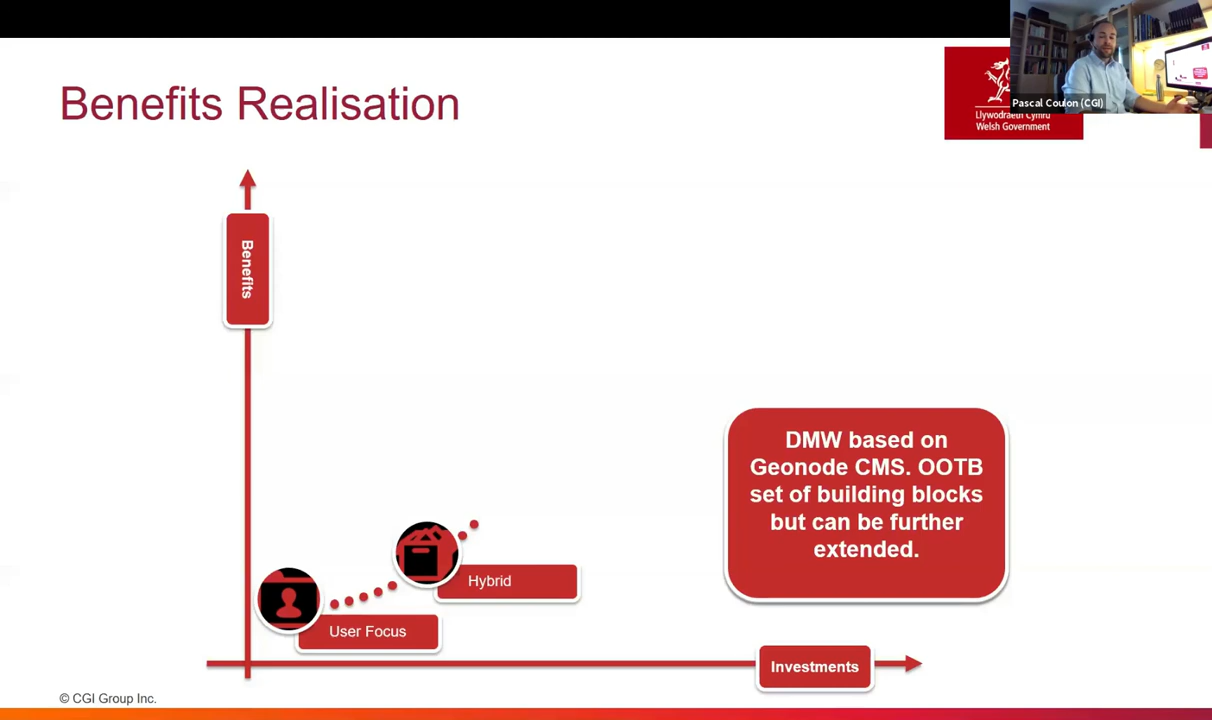 Benefits Realisation
Pascal Coulon (CGI)
Llywodraeth Cymru
Welsh Government
Benefits
DMW based on
Geonode CMS. OOTB
set of building blocks
but can be further
extended.
Hybrid
User Focus
Investments
© CGI Group Inc.